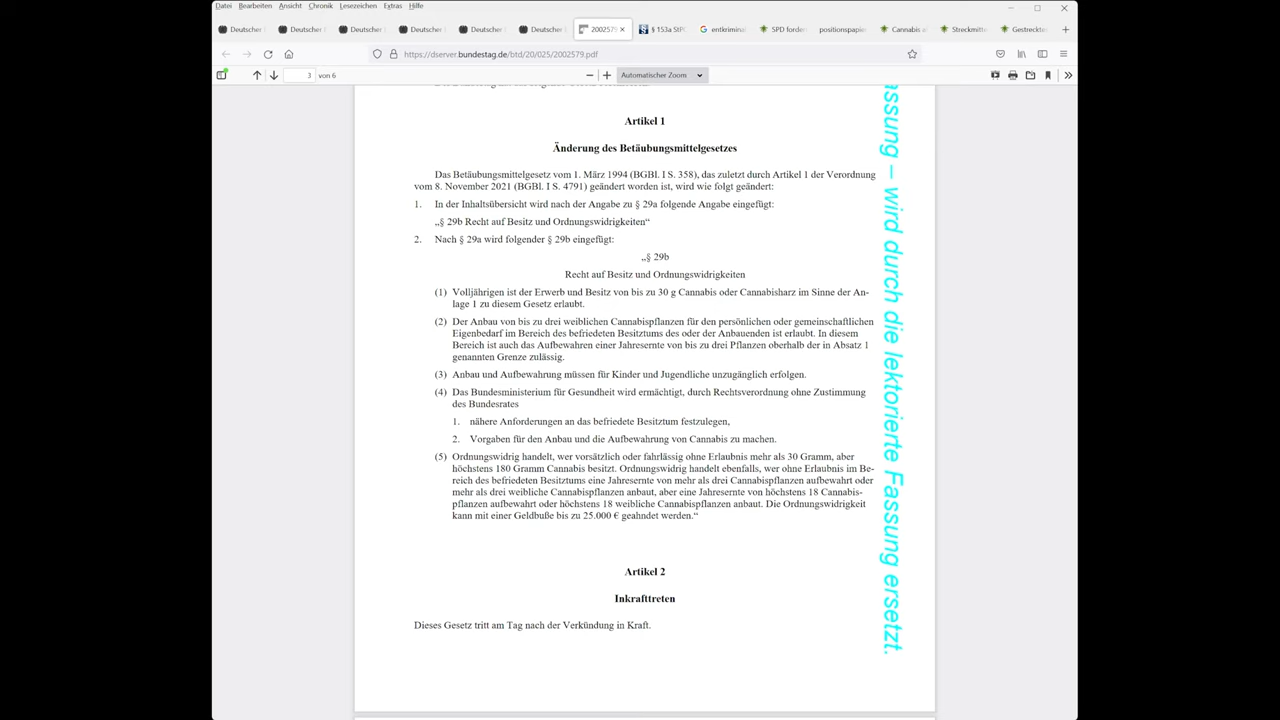 Datei Bearbeiten Ansicht Chronik Lesezeichen Extras Hilfe
Deutscher Deutscher Deutscher Deutscher Deutscher Deutscher 2002579 § 153a StP entkriminal SPD forder positionspapie Cannabis a Streckmitte Gestreckte
https://dserver.bundestag.de/btd/20/025/2002579.pdf
3 von 6 Automatischer Zoom
Artikel 1
Änderung des Betäubungsmittelgesetzes
Das Betäubungsmittelgesetz vom 1. März 1994 (BGBl. I S. 358), das zuletzt durch Artikel 1 der Verordnung
vom 8. November 2021 (BGBl. I S. 4791) geändert worden ist, wird wie folgt geändert:
1. In der Inhaltsübersicht wird nach der Angabe zu § 29a folgende Angabe eingefügt:
„§ 29b Recht auf Besitz und Ordnungswidrigkeiten“
2. Nach § 29a wird folgender § 29b eingefügt:
„§ 29b
Recht auf Besitz und Ordnungswidrigkeiten
(1) Volljährigen ist der Erwerb und Besitz von bis zu 30 g Cannabis oder Cannabisharz im Sinne der An-
lage 1 zu diesem Gesetz erlaubt.
(2) Der Anbau von bis zu drei weiblichen Cannabispflanzen für den persönlichen oder gemeinschaftlichen
Eigenbedarf im Bereich des befriedeten Besitztums des oder der Anbauenden ist erlaubt. In diesem
Bereich ist auch das Aufbewahren einer Jahresernte von bis zu drei Pflanzen oberhalb der in Absatz 1
genannten Grenze zulässig.
(3) Anbau und Aufbewahrung müssen für Kinder und Jugendliche unzugänglich erfolgen.
(4) Das Bundesministerium für Gesundheit wird ermächtigt, durch Rechtsverordnung ohne Zustimmung
des Bundesrates
1. nähere Anforderungen an das befriedete Besitztum festzulegen,
2. Vorgaben für den Anbau und die Aufbewahrung von Cannabis zu machen.
(5) Ordnungswidrig handelt, wer vorsätzlich oder fahrlässig ohne Erlaubnis mehr als 30 Gramm, aber
höchstens 180 Gramm Cannabis besitzt. Ordnungswidrig handelt ebenfalls, wer ohne Erlaubnis im Be-
reich des befriedeten Besitztums eine Jahresernte von mehr als drei Cannabispflanzen aufbewahrt oder
mehr als drei weibliche Cannabispflanzen anbaut, aber eine Jahresernte von höchstens 18 Cannabis-
pflanzen aufbewahrt oder höchstens 18 weibliche Cannabispflanzen anbaut. Die Ordnungswidrigkeit
kann mit einer Geldbuße bis zu 25.000 € geahndet werden.“
Artikel 2
Inkrafttreten
Dieses Gesetz tritt am Tag nach der Verkündung in Kraft.
assung – wird durch die lektorierte Fassung ersetzt.